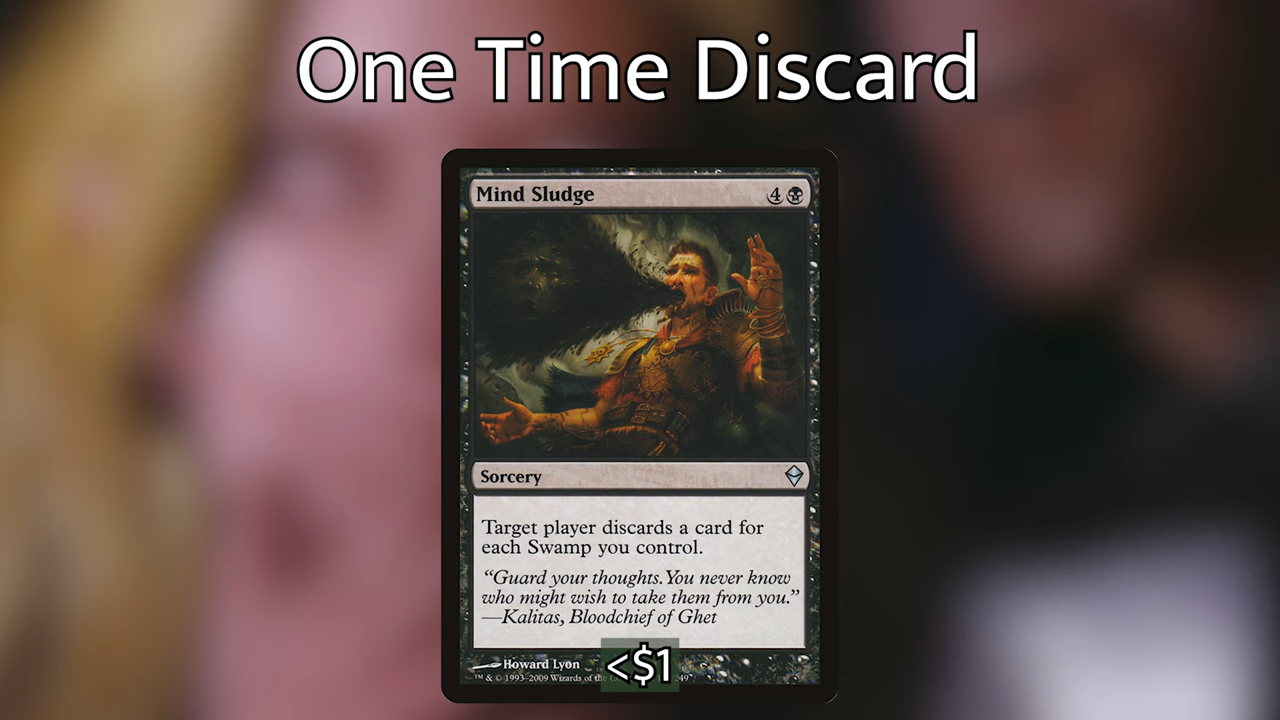 One Time Discard
Mind Sludge 4
Sorcery
Target player discards a card for
each Swamp you control.
“Guard your thoughts. You never know
who might wish to take them from you.”
—Kalitas, Bloodchief of Ghet
Howard Lyon
<$1
™ & © 1993–2009 Wizards of the 249